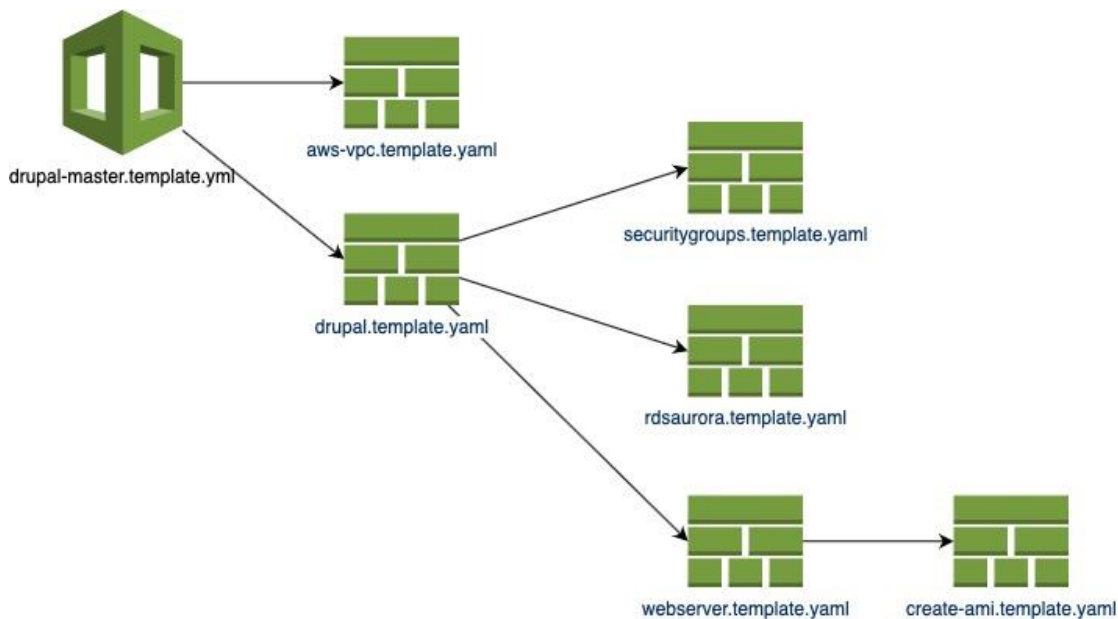 drupal-master.template.yml
aws-vpc.template.yaml
securitygroups.template.yaml
drupal.template.yaml
rdsaurora.template.yaml
webserver.template.yaml
create-ami.template.yaml